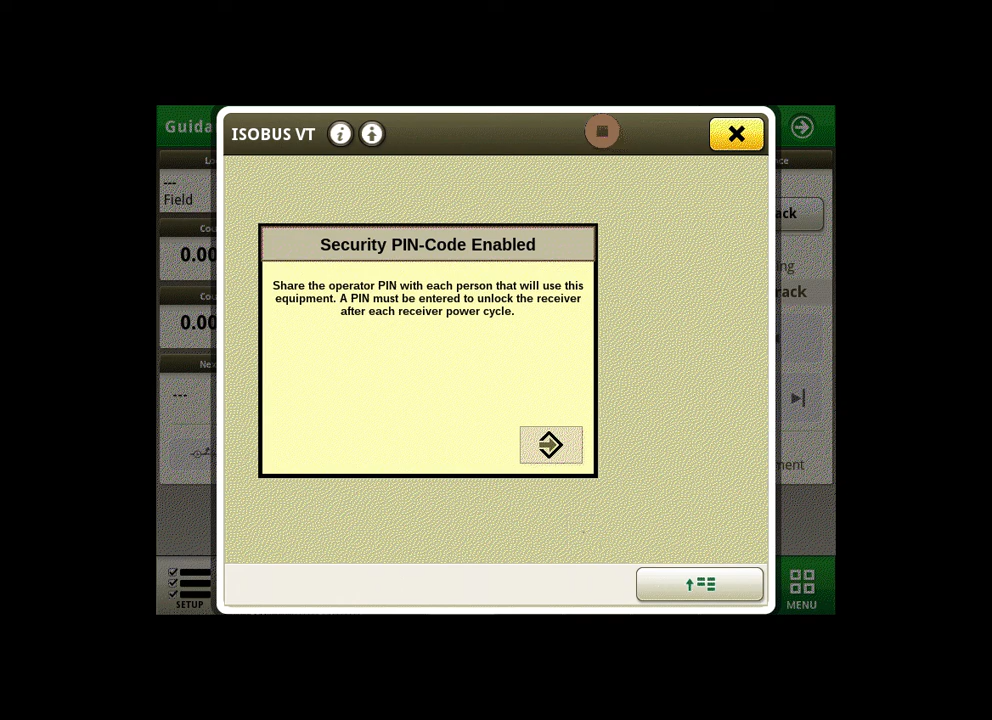 Guida
ISOBUS VT
---
Field
ack
Security PIN-Code Enabled
0.00
Share the operator PIN with each person that will use this
equipment. A PIN must be entered to unlock the receiver
after each receiver power cycle.
ing
rack
0.00
Nex
---
ment
SETUP
MENU